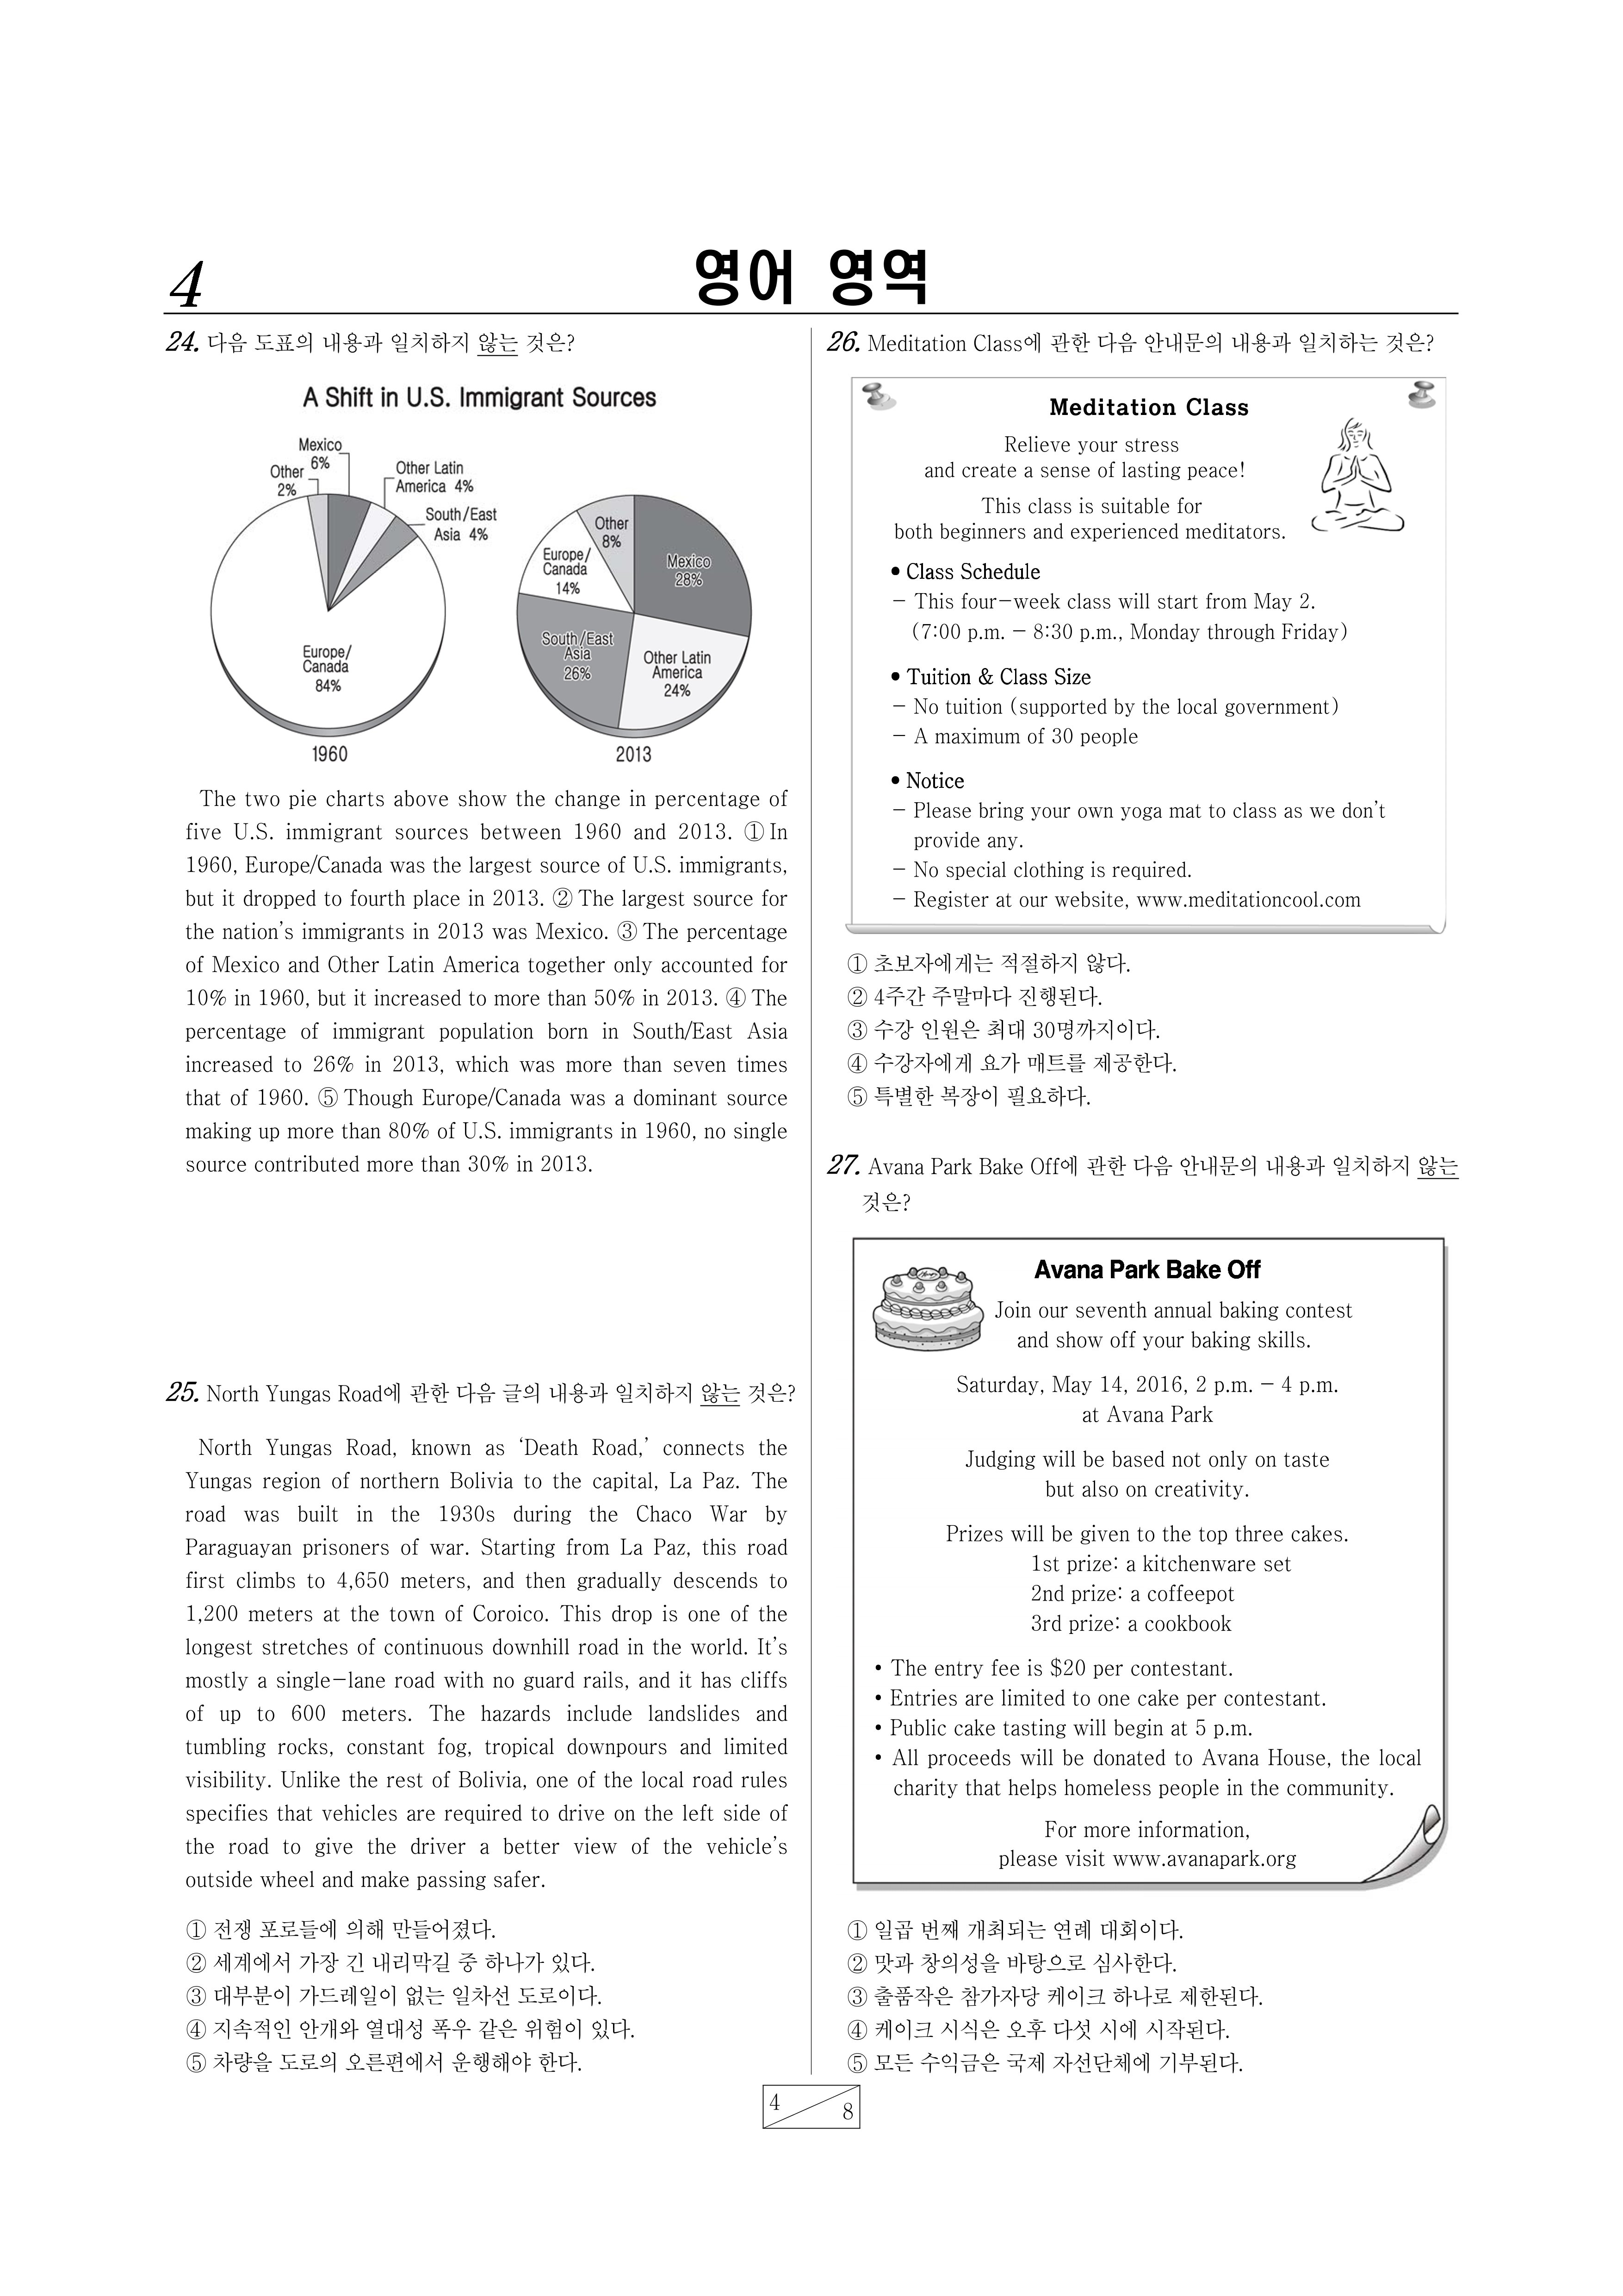 4
영어 영역
24. 다음 도표의 내용과 일치하지 않는 것은?
A Shift in U.S. Immigrant Sources
Mexico
6%
Other
2%
Other Latin
America 4%
South/East
Asia 4%
Europe/
Canada
84%
1960
Other
8%
Mexico
28%
Europe/
Canada
14%
South/East
Asia
26%
Other Latin
America
24%
2013
The two pie charts above show the change in percentage of
five U.S. immigrant sources between 1960 and 2013. ① In
1960, Europe/Canada was the largest source of U.S. immigrants,
but it dropped to fourth place in 2013. ② The largest source for
the nation's immigrants in 2013 was Mexico. ③ The percentage
of Mexico and Other Latin America together only accounted for
10% in 1960, but it increased to more than 50% in 2013. ④ The
percentage of immigrant population born in South/East Asia
increased to 26% in 2013, which was more than seven times
that of 1960. ⑤ Though Europe/Canada was a dominant source
making up more than 80% of U.S. immigrants in 1960, no single
source contributed more than 30% in 2013.
25. North Yungas Road에 관한 다음 글의 내용과 일치하지 않는 것은?
North Yungas Road, known as ‘Death Road,’ connects the
Yungas region of northern Bolivia to the capital, La Paz. The
road was built in the 1930s during the Chaco War by
Paraguayan prisoners of war. Starting from La Paz, this road
first climbs to 4,650 meters, and then gradually descends to
1,200 meters at the town of Coroico. This drop is one of the
longest stretches of continuous downhill road in the world. It's
mostly a single-lane road with no guard rails, and it has cliffs
of up to 600 meters. The hazards include landslides and
tumbling rocks, constant fog, tropical downpours and limited
visibility. Unlike the rest of Bolivia, one of the local road rules
specifies that vehicles are required to drive on the left side of
the road to give the driver a better view of the vehicle's
outside wheel and make passing safer.
① 전쟁 포로들에 의해 만들어졌다.
② 세계에서 가장 긴 내리막길 중 하나가 있다.
③ 대부분이 가드레일이 없는 일차선 도로이다.
④ 지속적인 안개와 열대성 폭우 같은 위험이 있다.
⑤ 차량을 도로의 오른편에서 운행해야 한다.
26. Meditation Class에 관한 다음 안내문의 내용과 일치하는 것은?
Meditation Class
Relieve your stress
and create a sense of lasting peace!
This class is suitable for
both beginners and experienced meditators.
• Class Schedule
- This four-week class will start from May 2.
(7:00 p.m. - 8:30 p.m., Monday through Friday)
• Tuition & Class Size
- No tuition (supported by the local government)
- A maximum of 30 people
• Notice
- Please bring your own yoga mat to class as we don't
provide any.
- No special clothing is required.
- Register at our website, www.meditationcool.com
① 초보자에게는 적절하지 않다.
② 4주간 주말마다 진행된다.
③ 수강 인원은 최대 30명까지이다.
④ 수강자에게 요가 매트를 제공한다.
⑤ 특별한 복장이 필요하다.
27. Avana Park Bake Off에 관한 다음 안내문의 내용과 일치하지 않는
것은?
Avana Park Bake Off
Join our seventh annual baking contest
and show off your baking skills.
Saturday, May 14, 2016, 2 p.m. - 4 p.m.
at Avana Park
Judging will be based not only on taste
but also on creativity.
Prizes will be given to the top three cakes.
1st prize: a kitchenware set
2nd prize: a coffeepot
3rd prize: a cookbook
• The entry fee is $20 per contestant.
• Entries are limited to one cake per contestant.
• Public cake tasting will begin at 5 p.m.
• All proceeds will be donated to Avana House, the local
charity that helps homeless people in the community.
For more information,
please visit www.avanapark.org
① 일곱 번째 개최되는 연례 대회이다.
② 맛과 창의성을 바탕으로 심사한다.
③ 출품작은 참가자당 케이크 하나로 제한된다.
④ 케이크 시식은 오후 다섯 시에 시작된다.
⑤ 모든 수익금은 국제 자선단체에 기부된다.
4
8